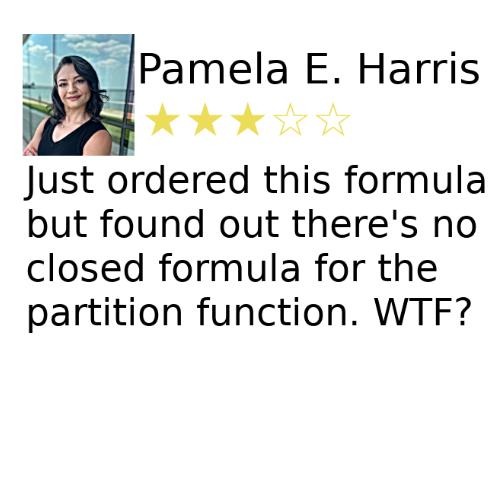 Pamela E. Harris
★★★☆☆
Just ordered this formula
but found out there's no
closed formula for the
partition function. WTF?